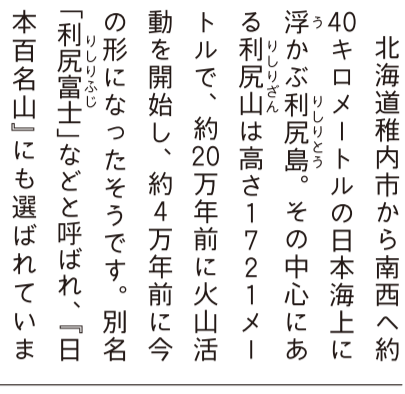 北海道稚内市から南西へ約
40キロメートルの日本海上に
浮かぶ利尻島。その中心にあ
る利尻山は高さ1721メー
トルで、約20万年前に火山活
動を開始し、約4万年前に今
の形になったそうです。別名
「利尻富士」などと呼ばれ、『日
本百名山』にも選ばれていま